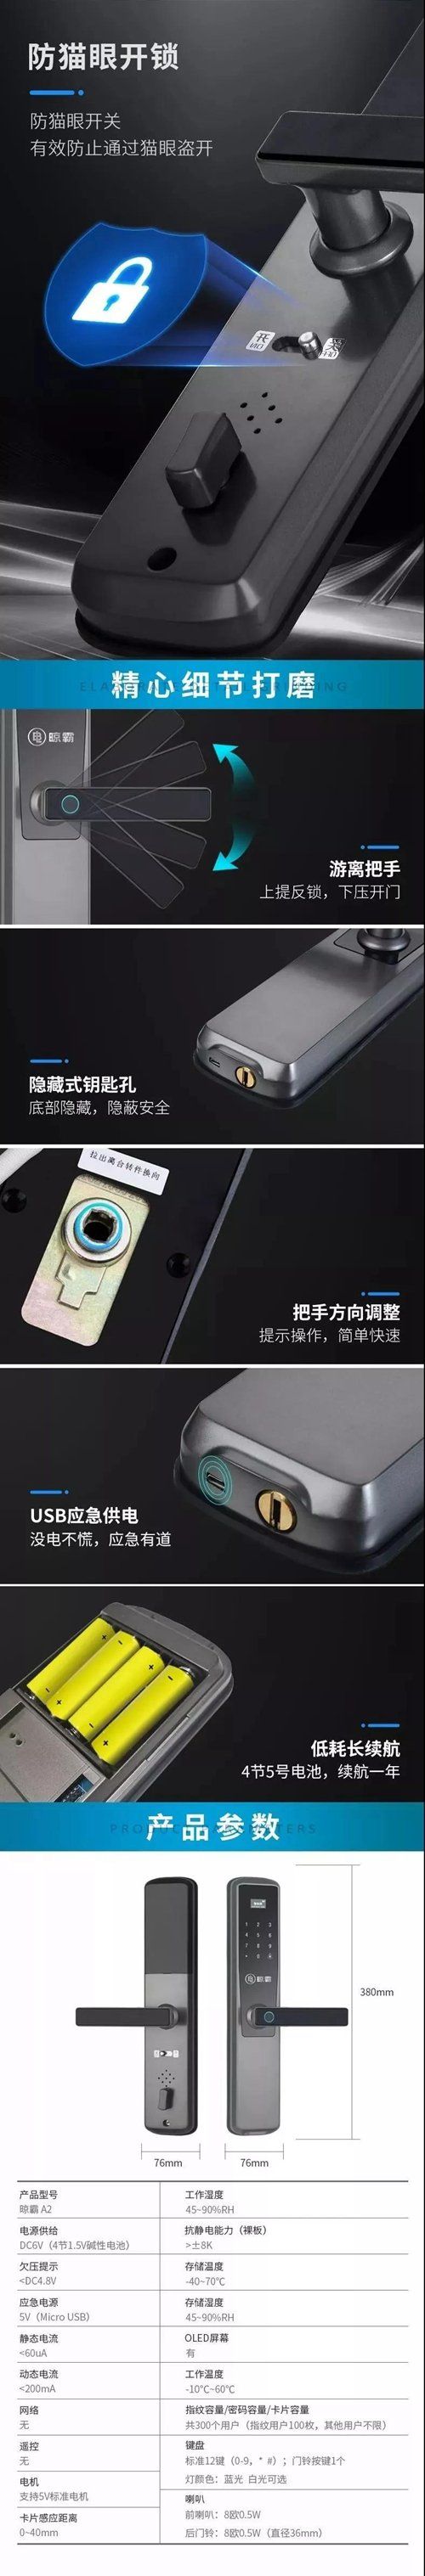 防猫眼开锁
防猫眼开关
有效防止通过猫眼盗开
精心细节打磨
晾霸
游离把手
上提反锁，下压开门
隐藏式钥匙孔
底部隐藏，隐蔽安全
拉出离合转件换向
把手方向调整
提示操作，简单快速
USB应急供电
没电不慌，应急有道
低耗长续航
4节5号电池，续航一年
产品参数
晾霸
380mm
76mm
76mm
产品型号
晾霸 A2
电源供给
DC6V（4节1.5V碱性电池）
欠压提示
<DC4.8V
应急电源
5V（Micro USB）
静态电流
<60uA
动态电流
<200mA
网络
无
遥控
无
电机
支持5V标准电机
卡片感应距离
0~40mm
工作湿度
45~90%RH
抗静电能力（裸板）
>±8K
存储温度
-40~70℃
存储湿度
45~90%RH
OLED屏幕
有
工作温度
-10℃~60℃
指纹容量/密码容量/卡片容量
共300个用户（指纹用户100枚，其他用户不限）
键盘
标准12键（0-9，* #）；门铃按键1个
灯颜色：蓝光 白光可选
喇叭
前喇叭：8欧0.5W
后门铃：8欧0.5W（直径36mm）